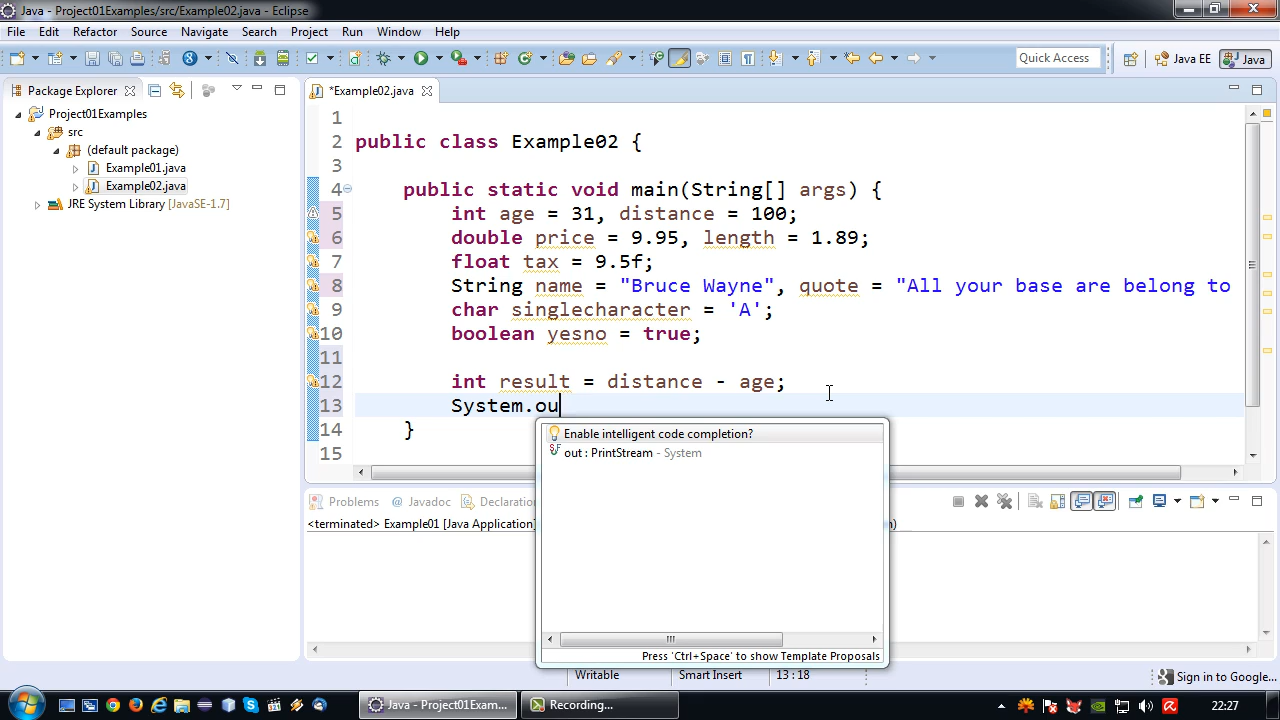 Java - Project01Examples/src/Example02.java - Eclipse
File Edit Refactor Source Navigate Search Project Run Window Help
Quick Access Java EE Java
Package Explorer
Project01Examples
src
(default package)
Example01.java
Example02.java
JRE System Library [JavaSE-1.7]
*Example02.java
1
2 public class Example02 {
3
4 public static void main(String[] args) {
5 int age = 31, distance = 100;
6 double price = 9.95, length = 1.89;
7 float tax = 9.5f;
8 String name = "Bruce Wayne", quote = "All your base are belong to
9 char singlecharacter = 'A';
10 boolean yesno = true;
11
12 int result = distance - age;
13 System.ou
14 }
15
Enable intelligent code completion?
out : PrintStream - System
Press 'Ctrl+Space' to show Template Proposals
Problems @ Javadoc Declaration
<terminated> Example01 [Java Application]
Writable Smart Insert 13 : 18
Sign in to Google...
Java - Project01Exam... Recording... 22:27